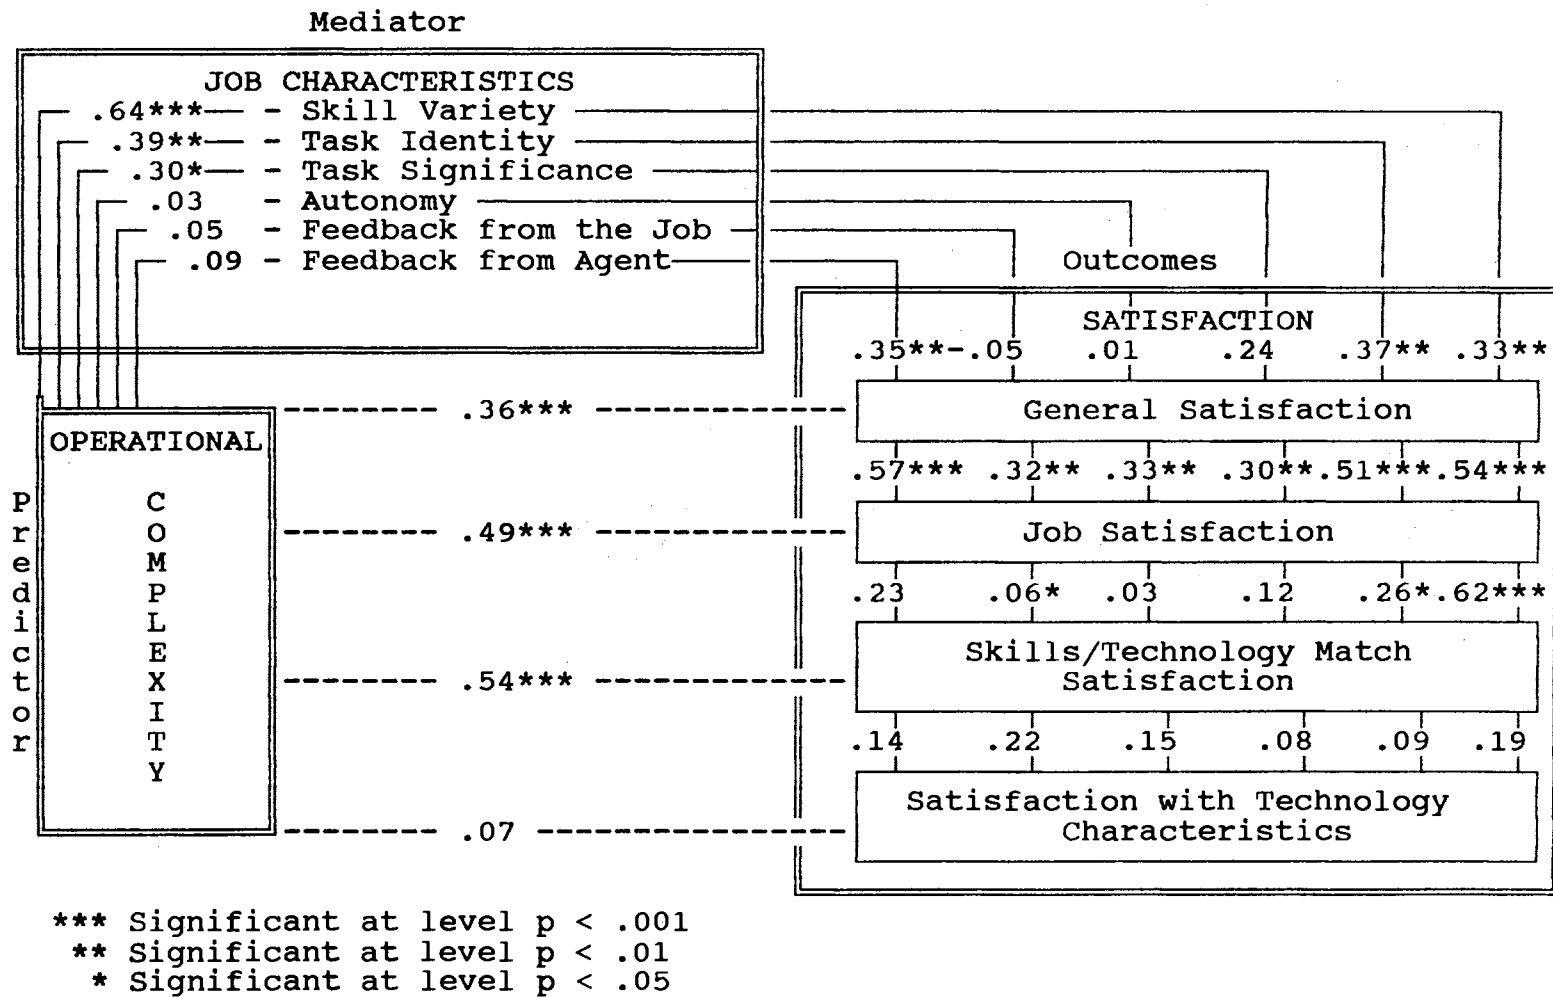 Mediator
JOB CHARACTERISTICS
.64*** - Skill Variety
.39** - Task Identity
.30* - Task Significance
.03 - Autonomy
.05 - Feedback from the Job
.09 - Feedback from Agent
Outcomes
SATISFACTION
.35**-.05 .01 .24 .37** .33**
.36*** General Satisfaction
OPERATIONAL
.57*** .32** .33** .30**.51***.54***
Predictor
COMPLEXITY
.49*** Job Satisfaction
.23 .06* .03 .12 .26*.62***
Skills/Technology Match
.54*** Satisfaction
.14 .22 .15 .08 .09 .19
Satisfaction with Technology
.07 Characteristics
*** Significant at level p < .001
** Significant at level p < .01
* Significant at level p < .05